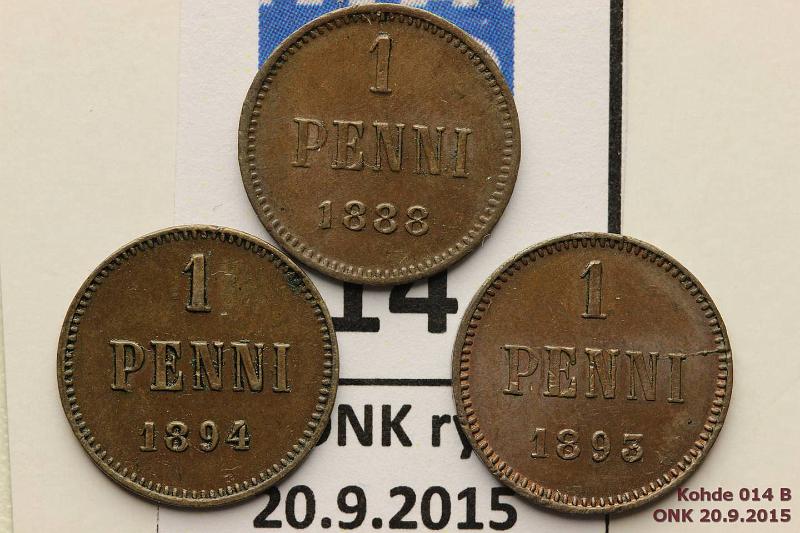 1
PENNI
1888
1
PENNI
1894
1
PENNI
1893
14
ONK ry
20.9.2015
Kohde 014 B
ONK 20.9.2015